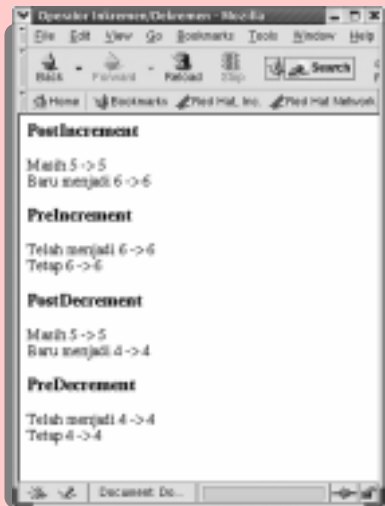 Operator Inkremen/Dekremen - Mozilla
File Edit View Go Bookmarks Tools Window Help
Back Forward Reload Stop Search
Home Bookmarks Red Hat, Inc. Red Hat Network
PostIncrement
Masih 5 -> 5
Baru menjadi 6 -> 6
PreIncrement
Telah menjadi 6 -> 6
Tetap 6 -> 6
PostDecrement
Masih 5 -> 5
Baru menjadi 4 -> 4
PreDecrement
Telah menjadi 4 -> 4
Tetap 4 -> 4
Document: Do...